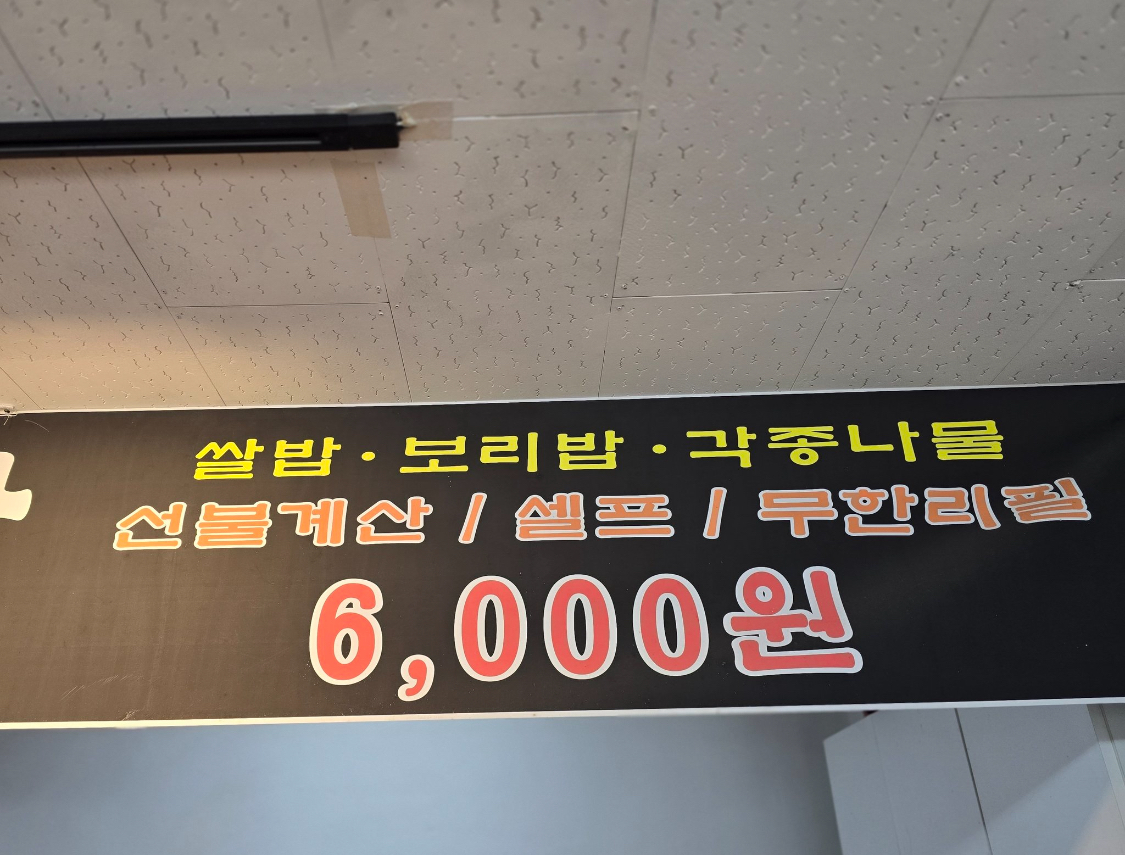 쌀밥·보리밥·각종나물
선불계산 / 셀프 / 무한리필
6,000원